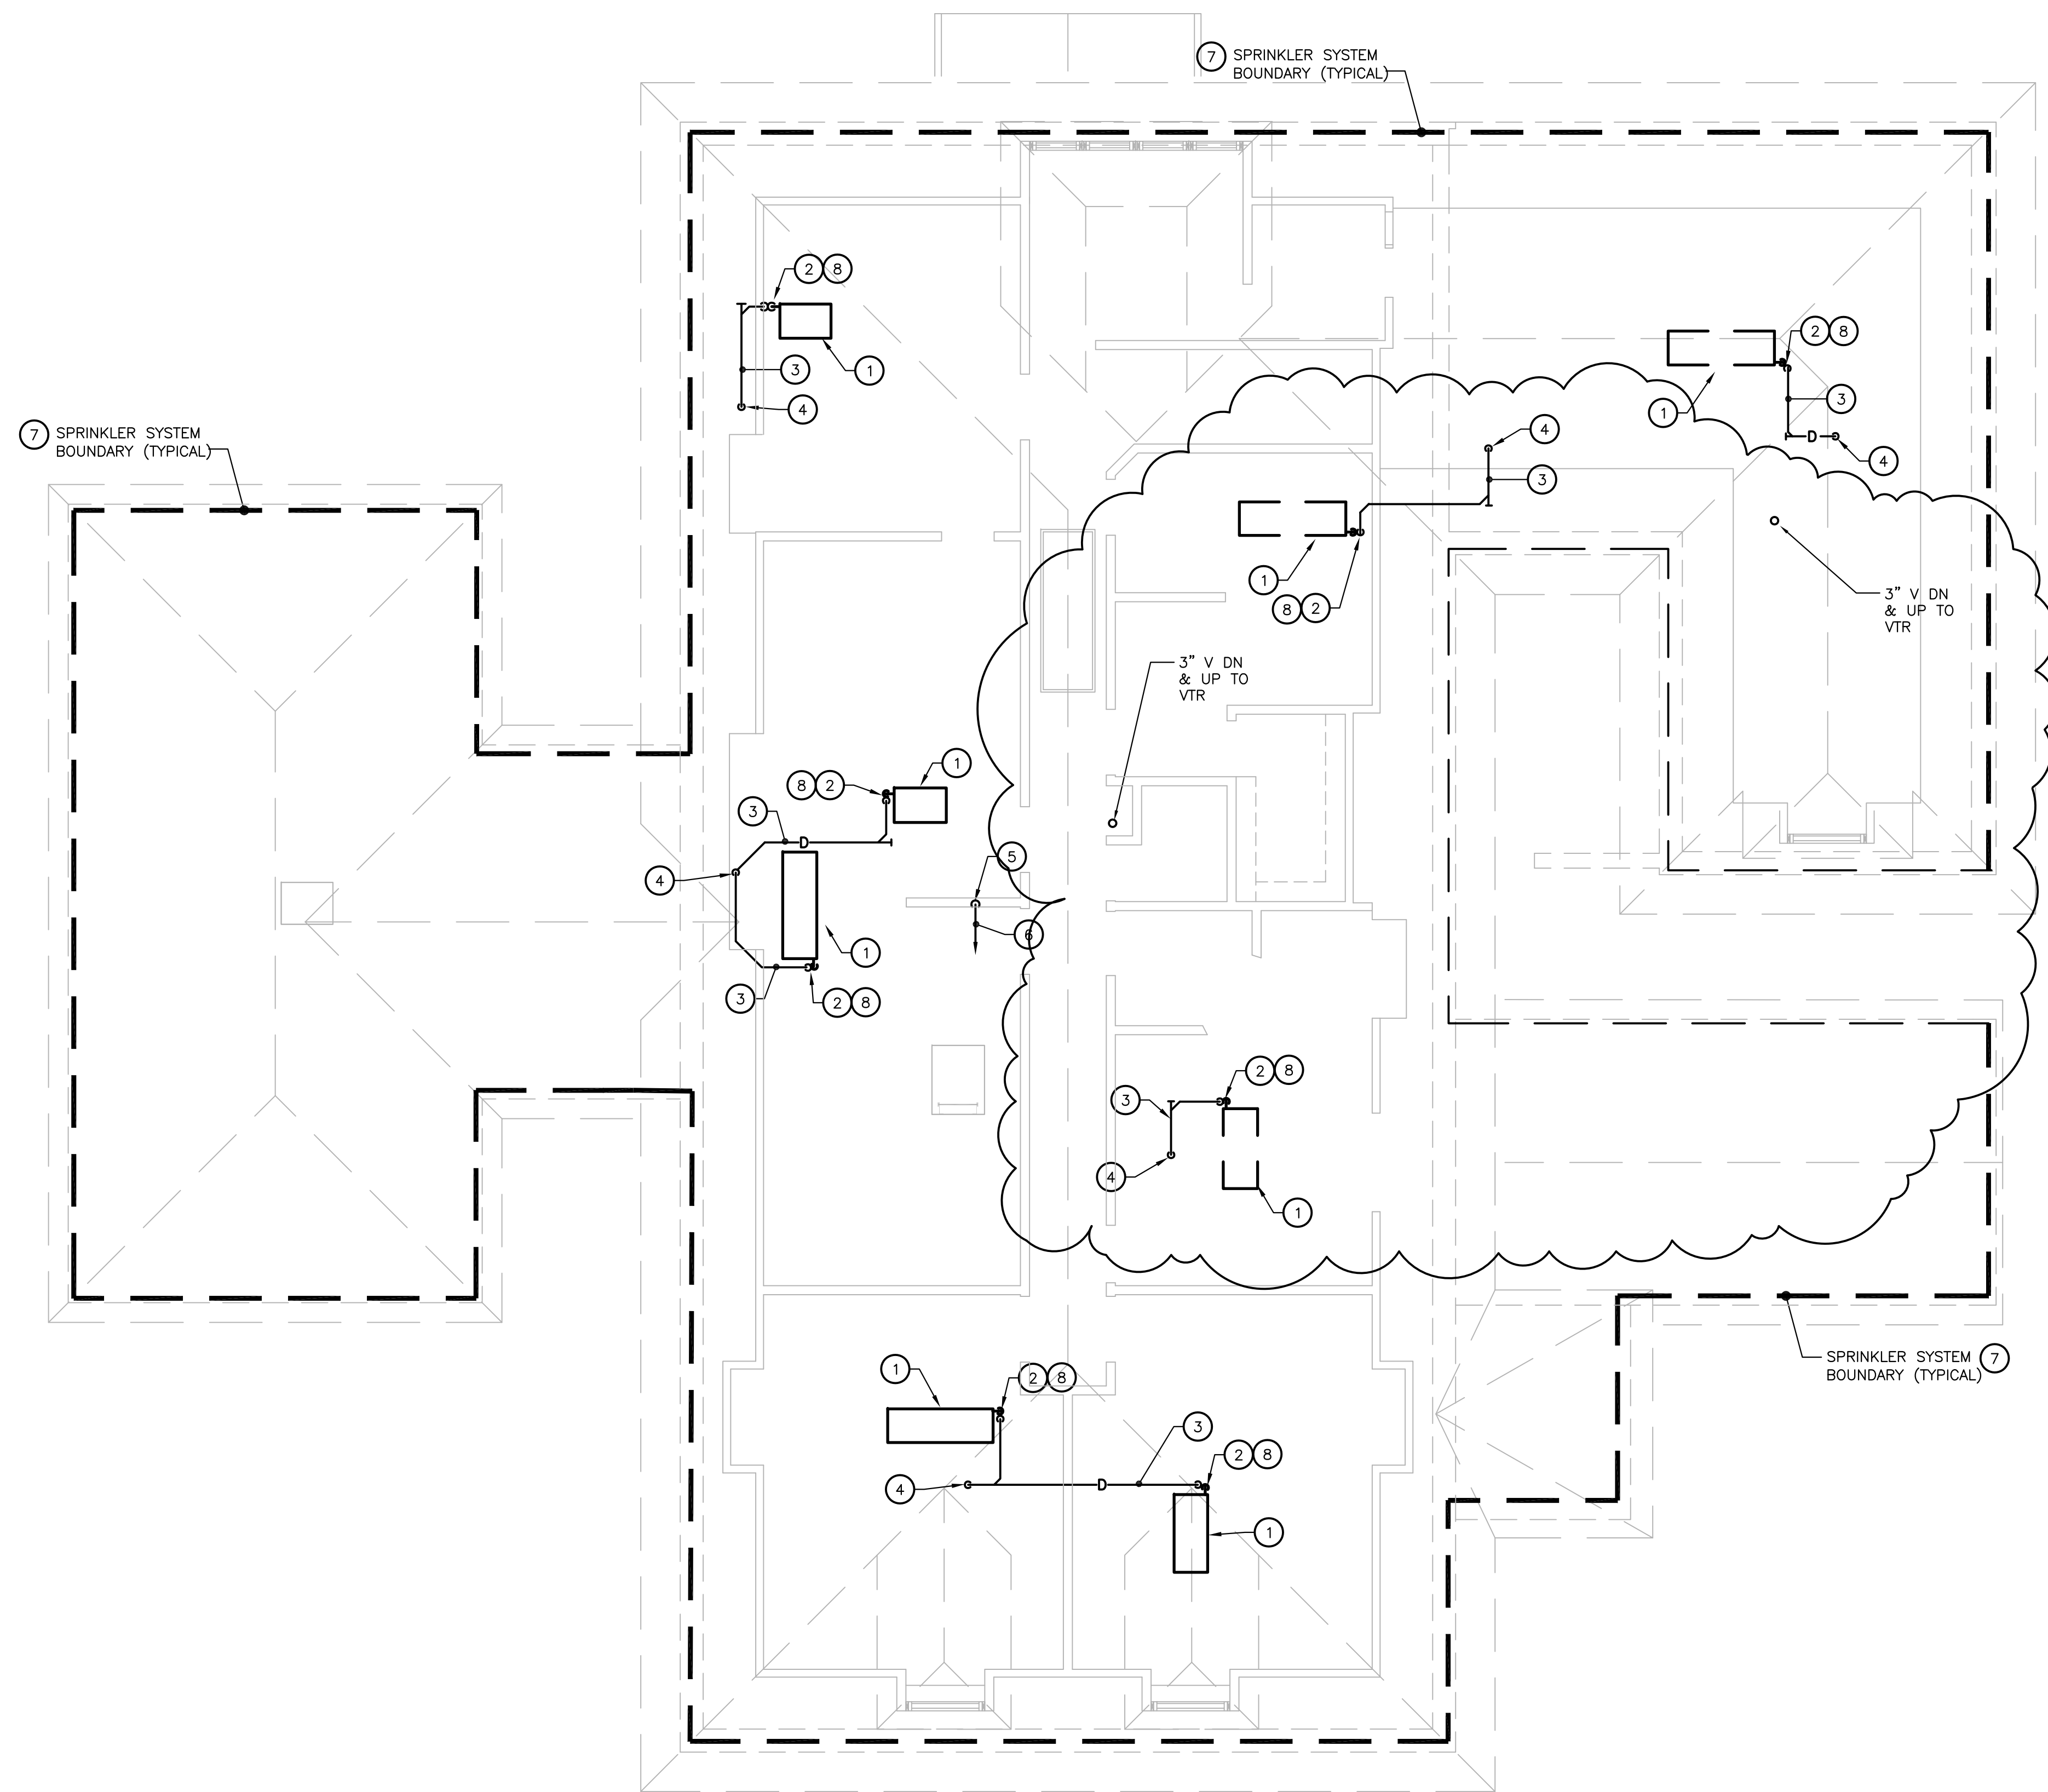 7 SPRINKLER SYSTEM
BOUNDARY (TYPICAL)
2 8
3 1
4
2 8
1 3
4
4
3
1
8 2
7 SPRINKLER SYSTEM
BOUNDARY (TYPICAL)
3" V DN
& UP TO
VTR
3" V DN
& UP TO
VTR
1
8 2
3
D
D
5
4
6
1
3
2 8
2 8
3
4
1
SPRINKLER SYSTEM 7
BOUNDARY (TYPICAL)
1
2 8
3
2 8
4
D
1